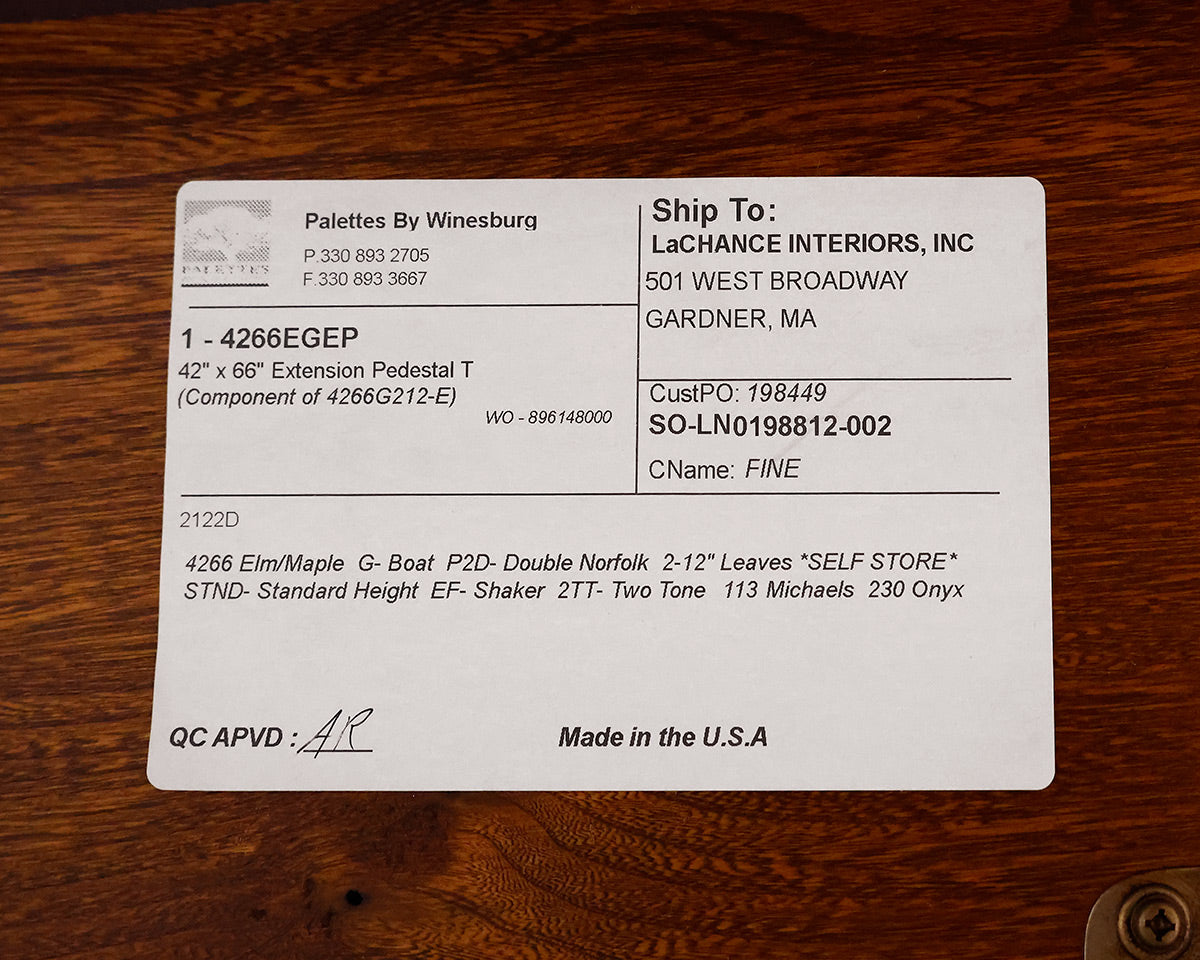 PALETTES
Palettes By Winesburg
P.330 893 2705
F.330 893 3667
Ship To:
LaCHANCE INTERIORS, INC
501 WEST BROADWAY
GARDNER, MA
1 - 4266EGEP
42" x 66" Extension Pedestal T
(Component of 4266G212-E)
WO - 896148000
CustPO: 198449
SO-LN0198812-002
CName: FINE
2122D
4266 Elm/Maple G- Boat P2D- Double Norfolk 2-12" Leaves *SELF STORE*
STND- Standard Height EF- Shaker 2TT- Two Tone 113 Michaels 230 Onyx
QC APVD : AR
Made in the U.S.A